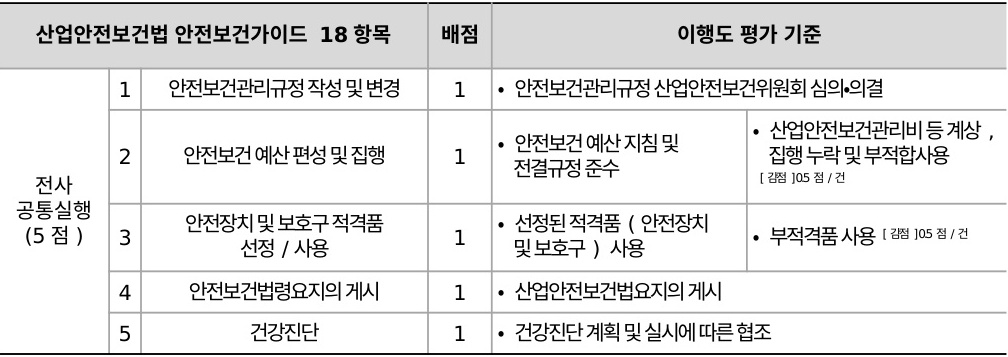 산업안전보건법 안전보건가이드 18 항목
배점
이행도 평가 기준
전사
공통실행
(5 점 )
1
안전보건관리규정 작성 및 변경
1
• 안전보건관리규정 산업안전보건위원회 심의•의결
2
안전보건 예산 편성 및 집행
1
• 안전보건 예산 지침 및
전결규정 준수
• 산업안전보건관리비 등 계상 ,
집행 누락 및 부적합사용
[ 감점 ]0.5 점 / 건
3
안전장치 및 보호구 적격품
선정 / 사용
1
• 선정된 적격품 ( 안전장치
및 보호구 ) 사용
• 부적격품 사용 [ 감점 ]0.5 점 / 건
4
안전보건법령요지의 게시
1
• 산업안전보건법요지의 게시
5
건강진단
1
• 건강진단 계획 및 실시에 따른 협조